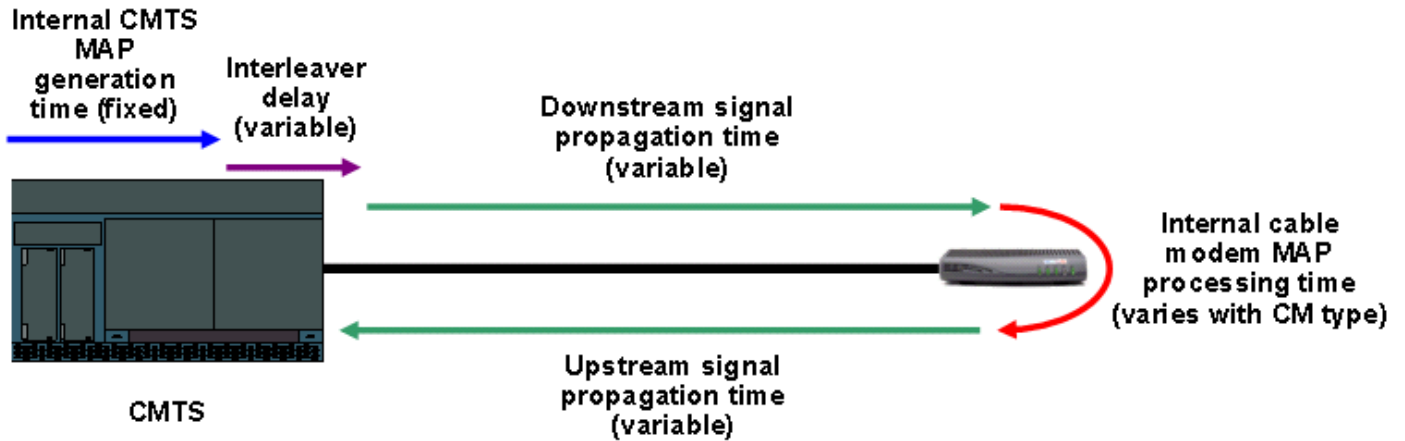 Internal CMTS
MAP
generation
time (fixed)
Interleaver
delay
(variable)
Downstream signal
propagation time
(variable)
Internal cable
modem MAP
processing time
(varies with CM type)
Upstream signal
propagation time
(variable)
CMTS